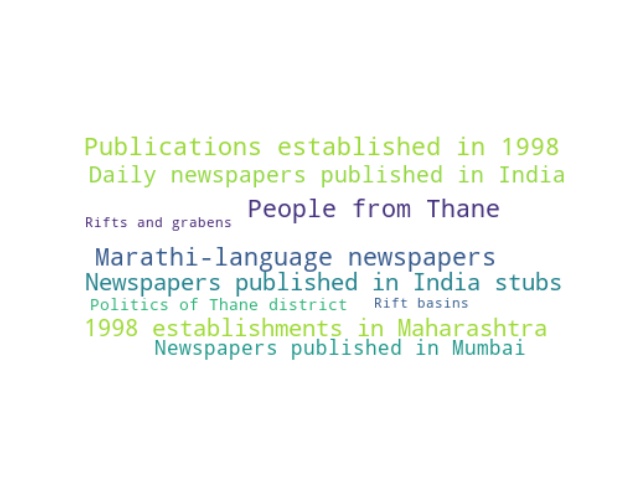 Publications established in 1998
Daily newspapers published in India
People from Thane
Rifts and grabens
Marathi-language newspapers
Newspapers published in India stubs
Politics of Thane district
Rift basins
1998 establishments in Maharashtra
Newspapers published in Mumbai